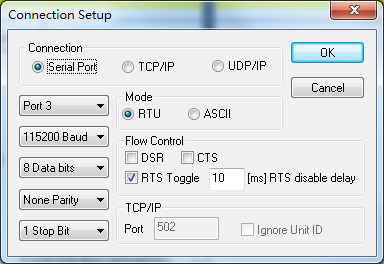 Connection Setup
Connection
Serial Port
TCP/IP
UDP/IP
OK
Cancel
Port 3
115200 Baud
8 Data bits
None Parity
1 Stop Bit
Mode
RTU
ASCII
Flow Control
DSR
CTS
RTS Toggle
10
[ms] RTS disable delay
TCP/IP
Port
502
Ignore Unit ID